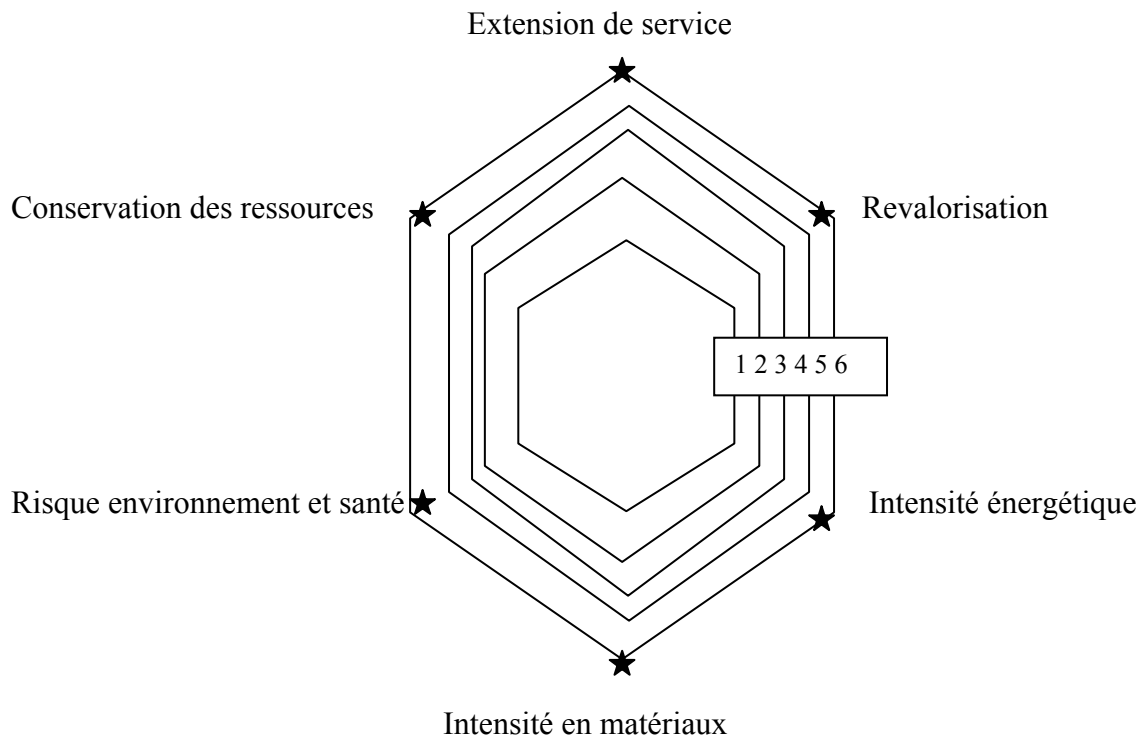 Extension de service
Conservation des ressources
Revalorisation
1 2 3 4 5 6
Risque environnement et santé
Intensité énergétique
Intensité en matériaux